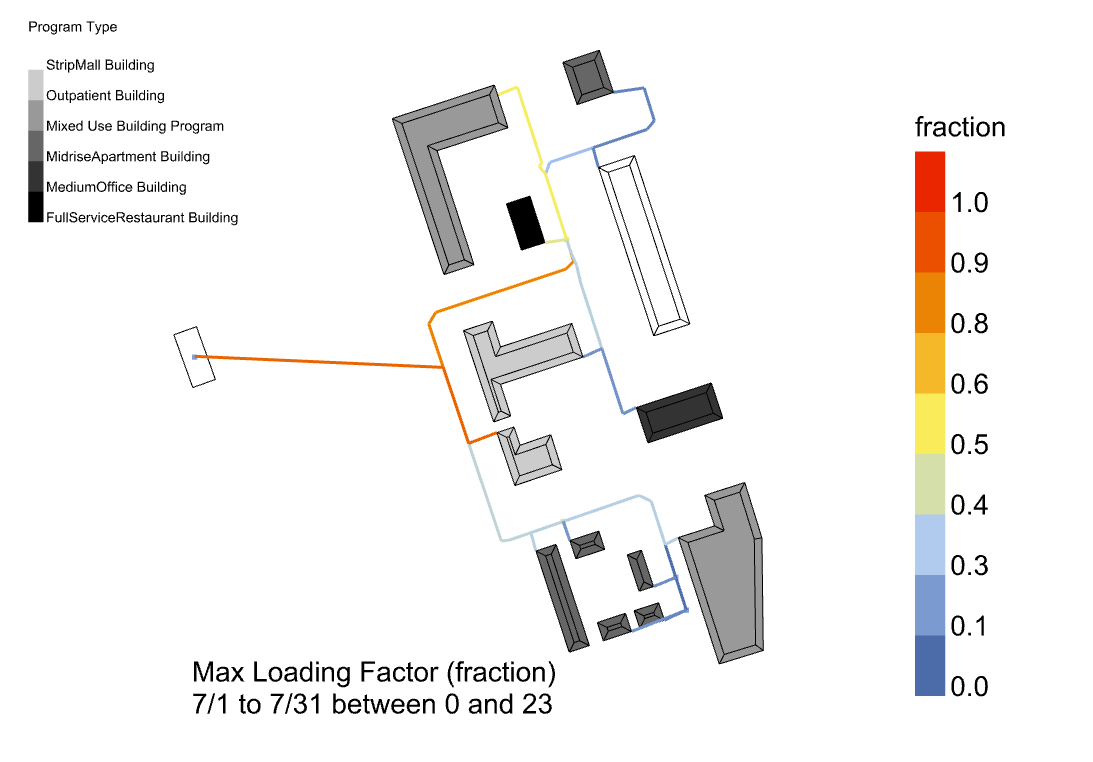 Program Type
StripMall Building
Outpatient Building
Mixed Use Building Program
MidriseApartment Building
MediumOffice Building
FullServiceRestaurant Building
fraction
1.0
0.9
0.8
0.6
0.5
0.4
0.3
0.1
0.0
Max Loading Factor (fraction)
7/1 to 7/31 between 0 and 23